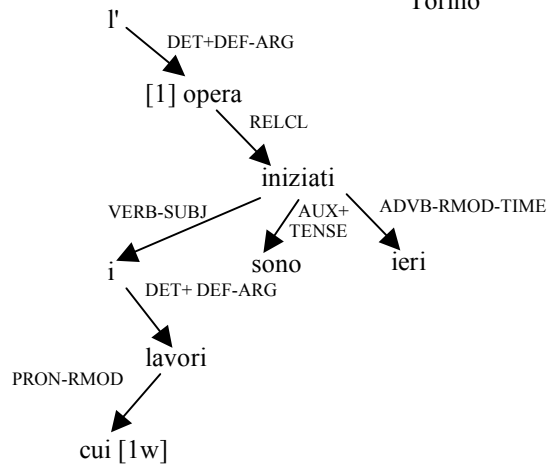 Torino
l'
DET+DEF-ARG
[1] opera
RELCL
iniziati
VERB-SUBJ
AUX+
TENSE
ADVB-RMOD-TIME
i
sono
ieri
DET+ DEF-ARG
lavori
PRON-RMOD
cui [1w]